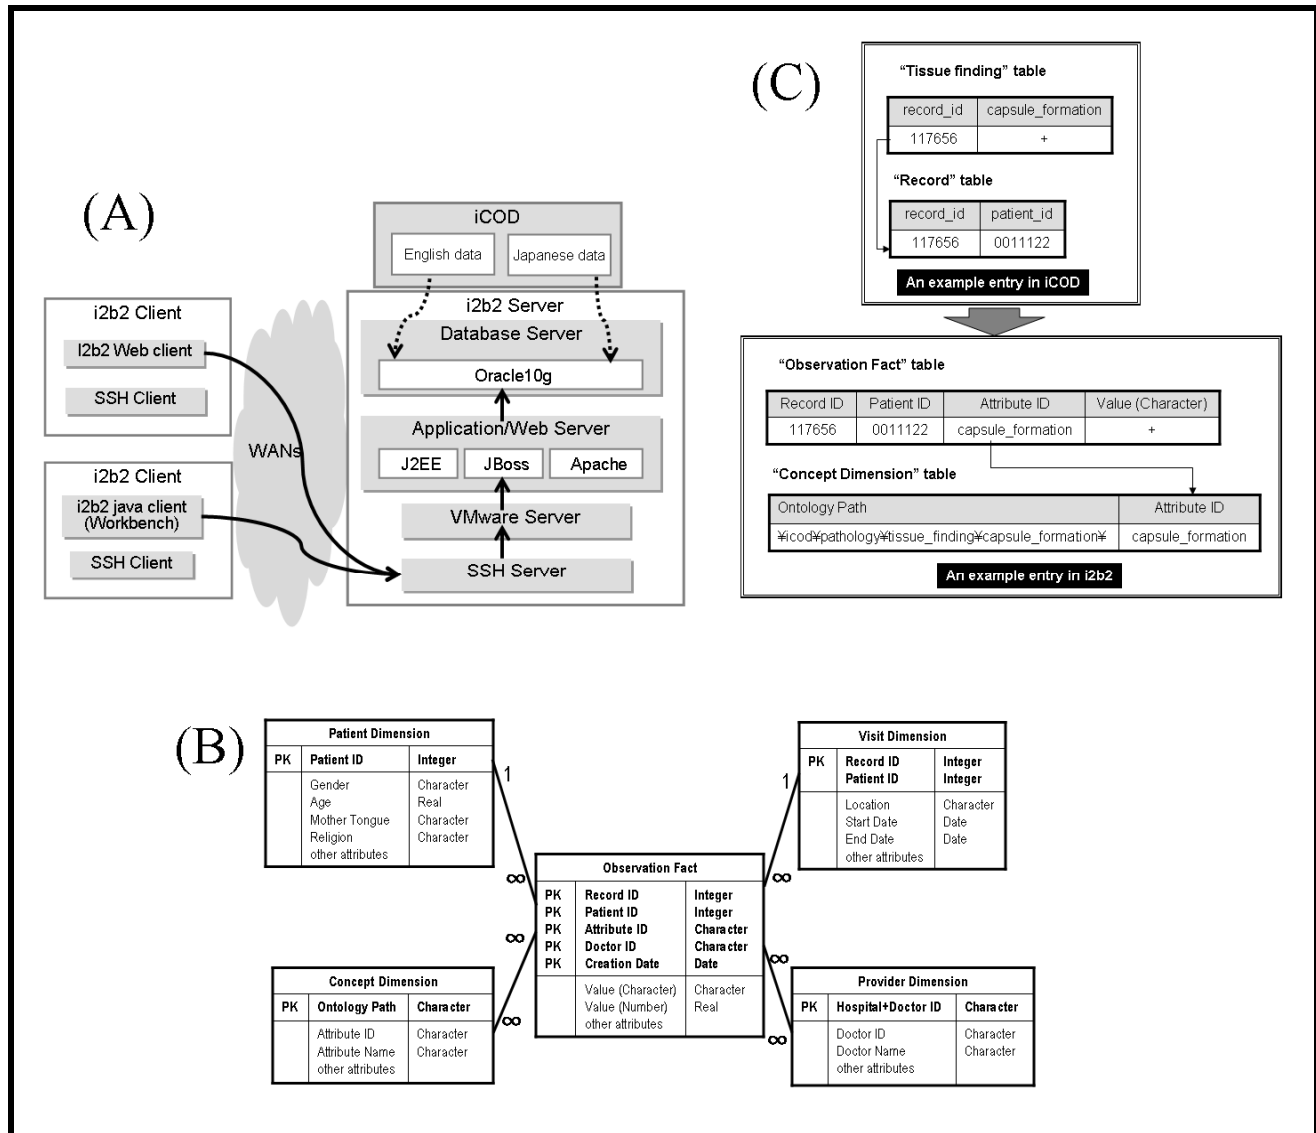 (A)
iCOD
English data
Japanese data
i2b2 Server
Database Server
Oracle10g
Application/Web Server
J2EE
JBoss
Apache
VMware Server
SSH Server
i2b2 Client
I2b2 Web client
SSH Client
WANs
i2b2 Client
i2b2 java client
(Workbench)
SSH Client
(C)
“Tissue finding” table
record_id capsule_formation
117656 +
“Record” table
record_id patient_id
117656 0011122
An example entry in iCOD
“Observation Fact” table
Record ID Patient ID Attribute ID Value (Character)
117656 0011122 capsule_formation +
“Concept Dimension” table
Ontology Path Attribute ID
¥icod¥pathology¥tissue_finding¥capsule_formation¥ capsule_formation
An example entry in i2b2
(B)
Patient Dimension
PK Patient ID Integer
Gender Character
Age Real
Mother Tongue Character
Religion Character
other attributes
1
∞
Visit Dimension
PK Record ID Integer
Patient ID Integer
Location Character
Start Date Date
End Date Date
other attributes
1
∞
Observation Fact
PK Record ID Integer
PK Patient ID Integer
PK Attribute ID Character
PK Doctor ID Character
PK Creation Date Date
Value (Character) Character
Value (Number) Real
other attributes
∞
∞
Concept Dimension
PK Ontology Path Character
Attribute ID Character
Attribute Name Character
other attributes
∞
∞
Provider Dimension
PK Hospital+Doctor ID Character
Doctor ID Character
Doctor Name Character
other attributes